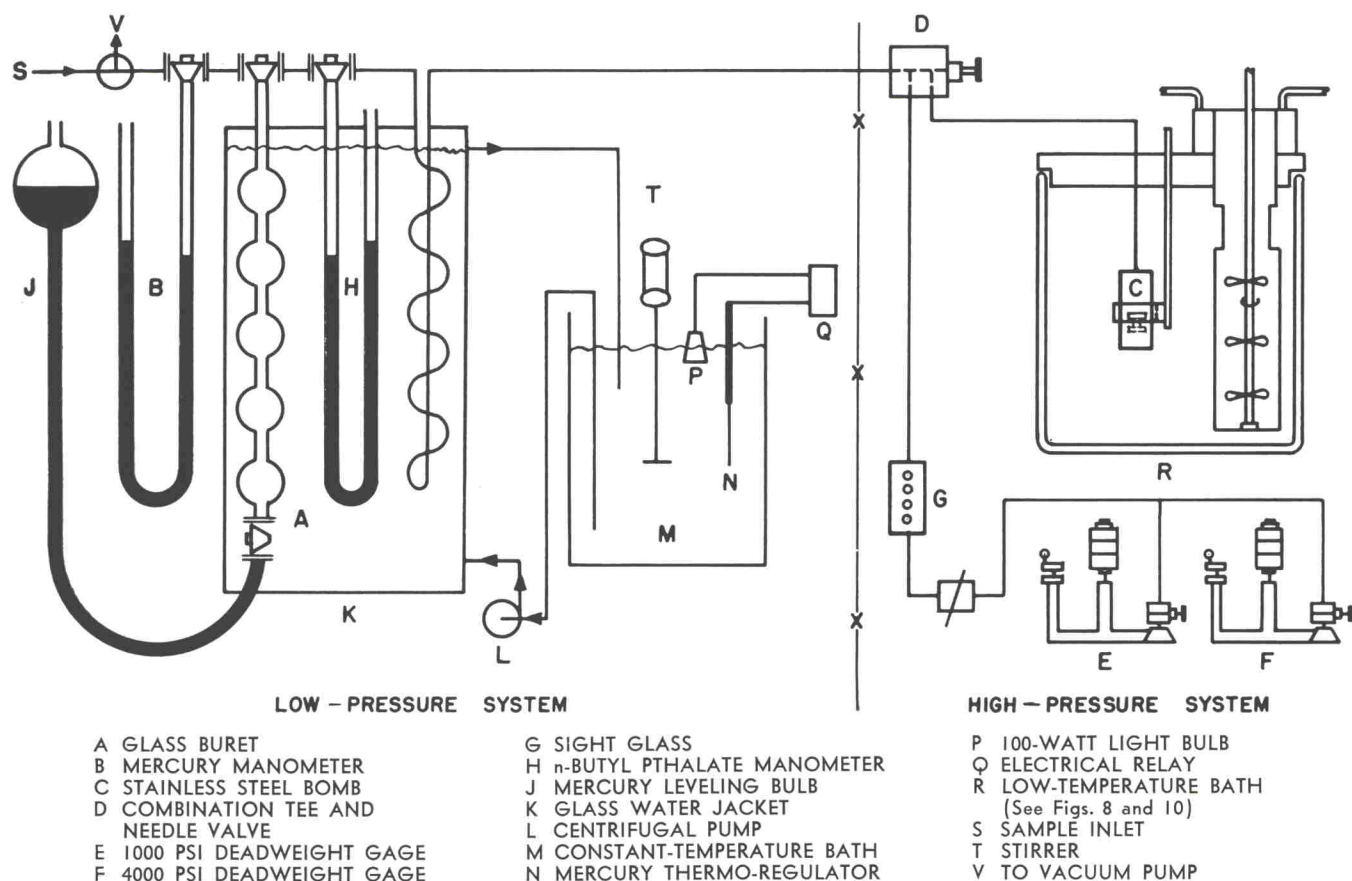 V
S
D
J
B
H
T
C
Q
P
A
N
G
R
M
K
L
E
F
X
X
X
LOW – PRESSURE SYSTEM
HIGH – PRESSURE SYSTEM
A GLASS BURET
B MERCURY MANOMETER
C STAINLESS STEEL BOMB
D COMBINATION TEE AND
NEEDLE VALVE
E 1000 PSI DEADWEIGHT GAGE
F 4000 PSI DEADWEIGHT GAGE
G SIGHT GLASS
H n-BUTYL PTHALATE MANOMETER
J MERCURY LEVELING BULB
K GLASS WATER JACKET
L CENTRIFUGAL PUMP
M CONSTANT-TEMPERATURE BATH
N MERCURY THERMO-REGULATOR
P 100-WATT LIGHT BULB
Q ELECTRICAL RELAY
R LOW-TEMPERATURE BATH
(See Figs. 8 and 10)
S SAMPLE INLET
T STIRRER
V TO VACUUM PUMP